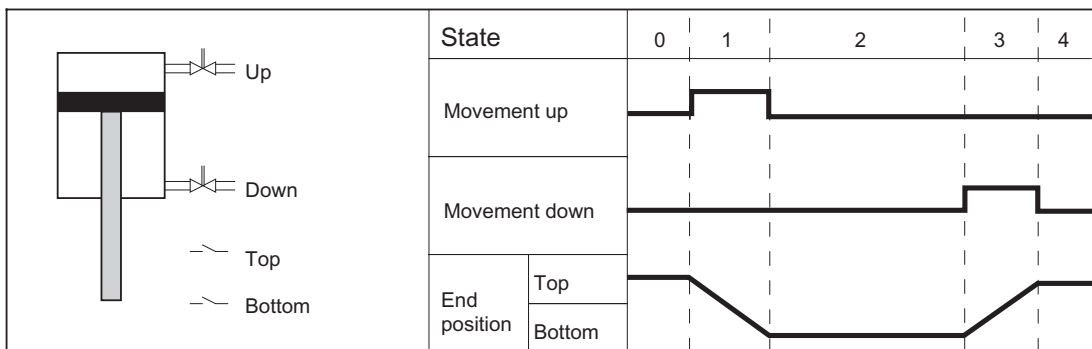 Up
Down
Top
Bottom
State 0 1 2 3 4
Movement up
Movement down
End position
Top
Bottom